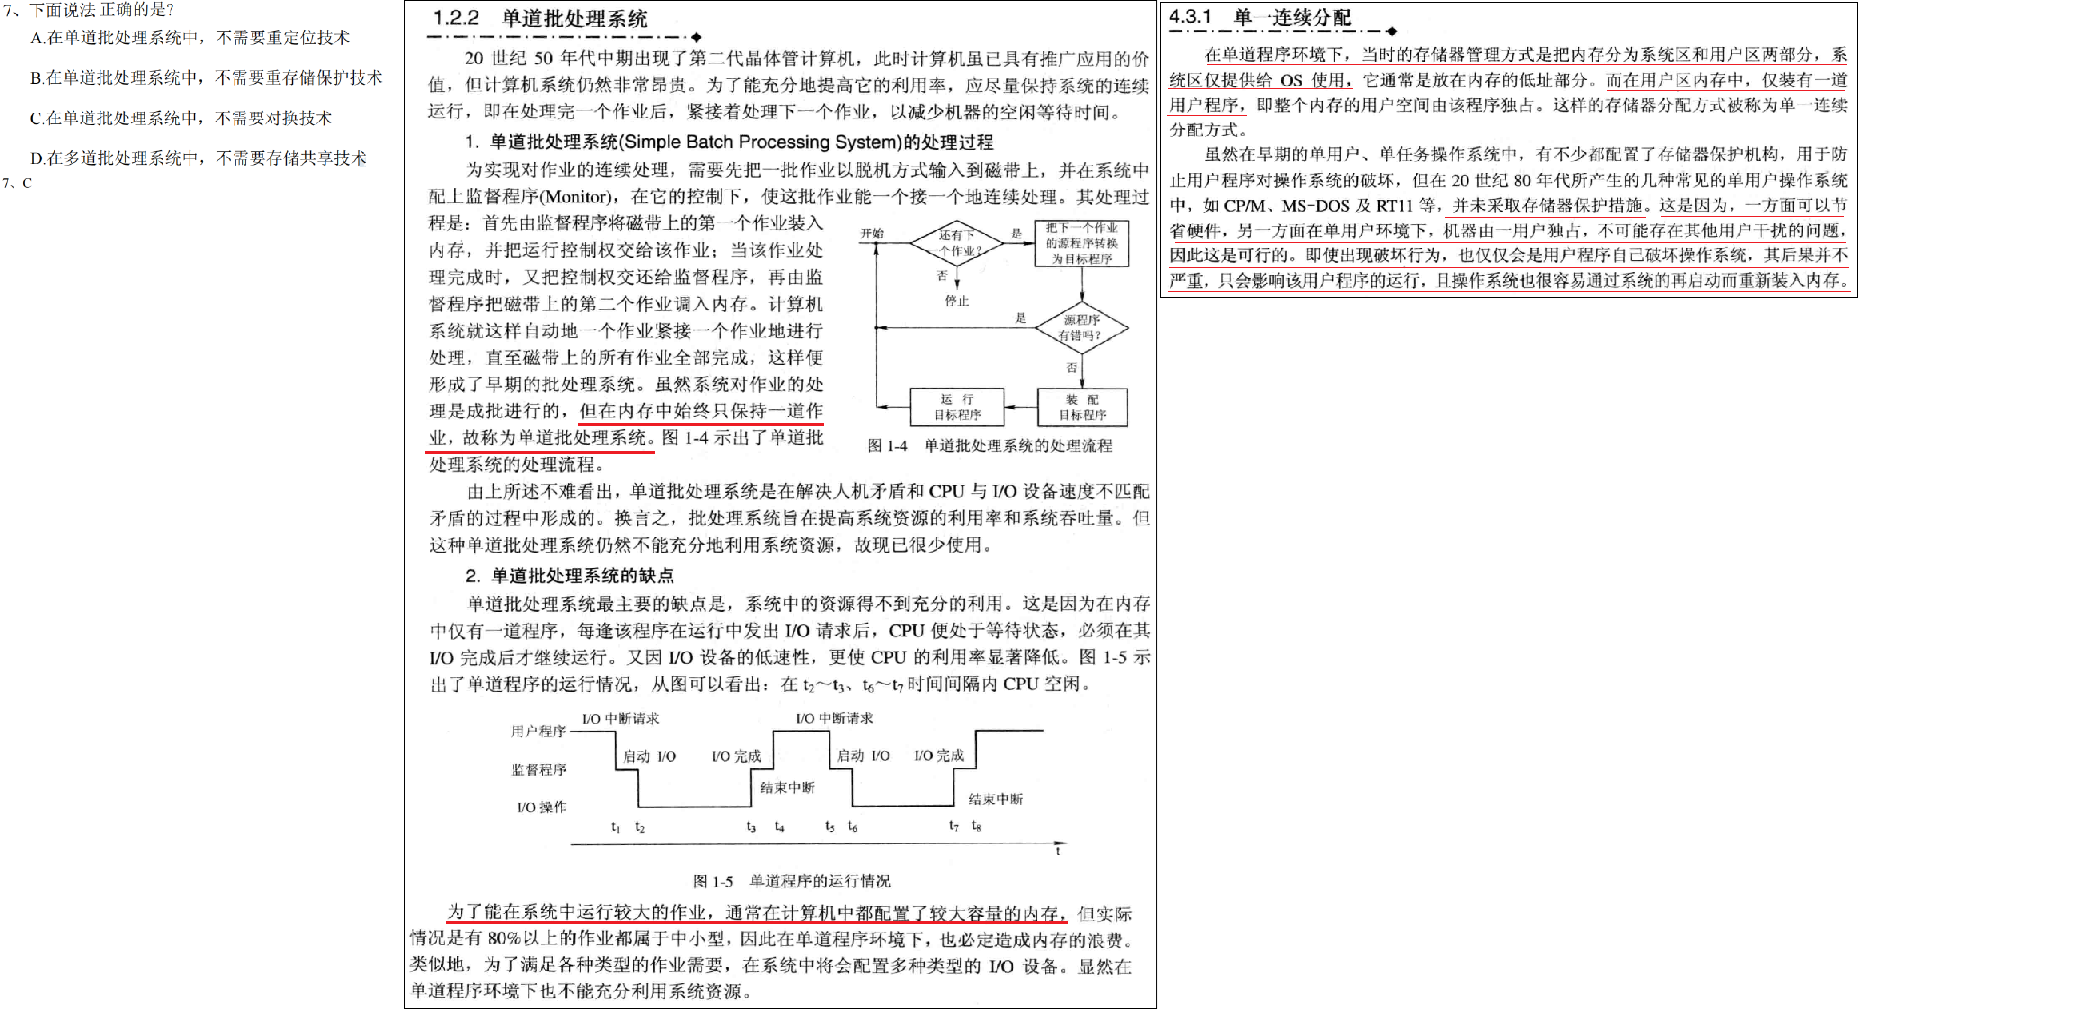 7、下面说法 正确的是?
A.在单道批处理系统中，不需要重定位技术
B.在单道批处理系统中，不需要重存储保护技术
C.在单道批处理系统中，不需要对换技术
D.在多道批处理系统中，不需要存储共享技术
7、C
1.2.2 单道批处理系统
20 世纪 50 年代中期出现了第二代晶体管计算机，此时计算机虽已具有推广应用的价
值，但计算机系统仍然非常昂贵。为了能充分地提高它的利用率，应尽量保持系统的连续
运行，即在处理完一个作业后，紧接着处理下一个作业，以减少机器的空闲等待时间。
1. 单道批处理系统(Simple Batch Processing System)的处理过程
为实现对作业的连续处理，需要先把一批作业以脱机方式输入到磁带上，并在系统中
配上监督程序(Monitor)，在它的控制下，使这批作业能一个接一个地连续处理。其处理过
程是：首先由监督程序将磁带上的第一个作业装入
内存，并把运行控制权交给该作业；当该作业处
理完成时，又把控制权交还给监督程序，再由监
督程序把磁带上的第二个作业调入内存。计算机
系统就这样自动地一个作业紧接一个作业地进行
处理，直至磁带上的所有作业全部完成，这样便
形成了早期的批处理系统。虽然系统对作业的处
理是成批进行的，但在内存中始终只保持一道作
业，故称为单道批处理系统。图 1-4 示出了单道批
处理系统的处理流程。
开始
还有下
一个作业?
是
把下一个作业
的源程序转换
为目标程序
否
停止
是
源程序
有错吗?
否
运 行
目标程序
装 配
目标程序
图 1-4 单道批处理系统的处理流程
由上所述不难看出，单道批处理系统是在解决人机矛盾和 CPU 与 I/O 设备速度不匹配
矛盾的过程中形成的。换言之，批处理系统旨在提高系统资源的利用率和系统吞吐量。但
这种单道批处理系统仍然不能充分地利用系统资源，故现已很少使用。
2. 单道批处理系统的缺点
单道批处理系统最主要的缺点是，系统中的资源得不到充分的利用。这是因为在内存
中仅有一道程序，每逢该程序在运行中发出 I/O 请求后，CPU 便处于等待状态，必须在其
I/O 完成后才继续运行。又因 I/O 设备的低速性，更使 CPU 的利用率显著降低。图 1-5 示
出了单道程序的运行情况，从图可以看出：在 t₂～t₃、t₆～t₇ 时间间隔内 CPU 空闲。
I/O 中断请求
I/O 中断请求
用户程序
启动 I/O
I/O 完成
启动 I/O
I/O 完成
监督程序
结束中断
结束中断
I/O 操作
t₁ t₂ t₃ t₄ t₅ t₆ t₇ t₈
t
图 1-5 单道程序的运行情况
为了能在系统中运行较大的作业，通常在计算机中都配置了较大容量的内存，但实际
情况是有 80%以上的作业都属于中小型，因此在单道程序环境下，也必定造成内存的浪费。
类似地，为了满足各种类型的作业需要，在系统中将会配置多种类型的 I/O 设备。显然在
单道程序环境下也不能充分利用系统资源。
4.3.1 单一连续分配
在单道程序环境下，当时的存储器管理方式是把内存分为系统区和用户区两部分，系
统区仅提供给 OS 使用，它通常是放在内存的低址部分。而在用户区内存中，仅装有一道
用户程序，即整个内存的用户空间由该程序独占。这样的存储器分配方式被称为单一连续
分配方式。
虽然在早期的单用户、单任务操作系统中，有不少都配置了存储器保护机构，用于防
止用户程序对操作系统的破坏，但在 20 世纪 80 年代所产生的几种常见的单用户操作系统
中，如 CP/M、MS-DOS 及 RT11 等，并未采取存储器保护措施。这是因为，一方面可以节
省硬件，另一方面在单用户环境下，机器由一用户独占，不可能存在其他用户干扰的问题，
因此这是可行的。即使出现破坏行为，也仅仅会是用户程序自己破坏操作系统，其后果并不
严重，只会影响该用户程序的运行，且操作系统也很容易通过系统的再启动而重新装入内存。